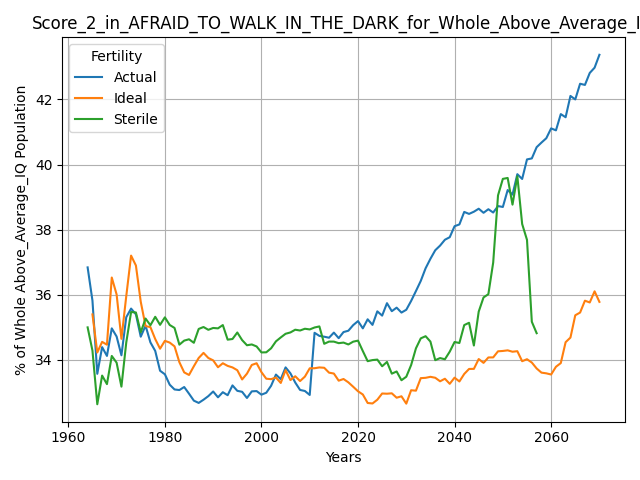 Score_2_in_AFRAID_TO_WALK_IN_THE_DARK_for_Whole_Above_Average_I
Fertility
Actual
Ideal
Sterile
% of Whole Above_Average_IQ Population
42
40
38
36
34
1960 1980 2000 2020 2040 2060
Years